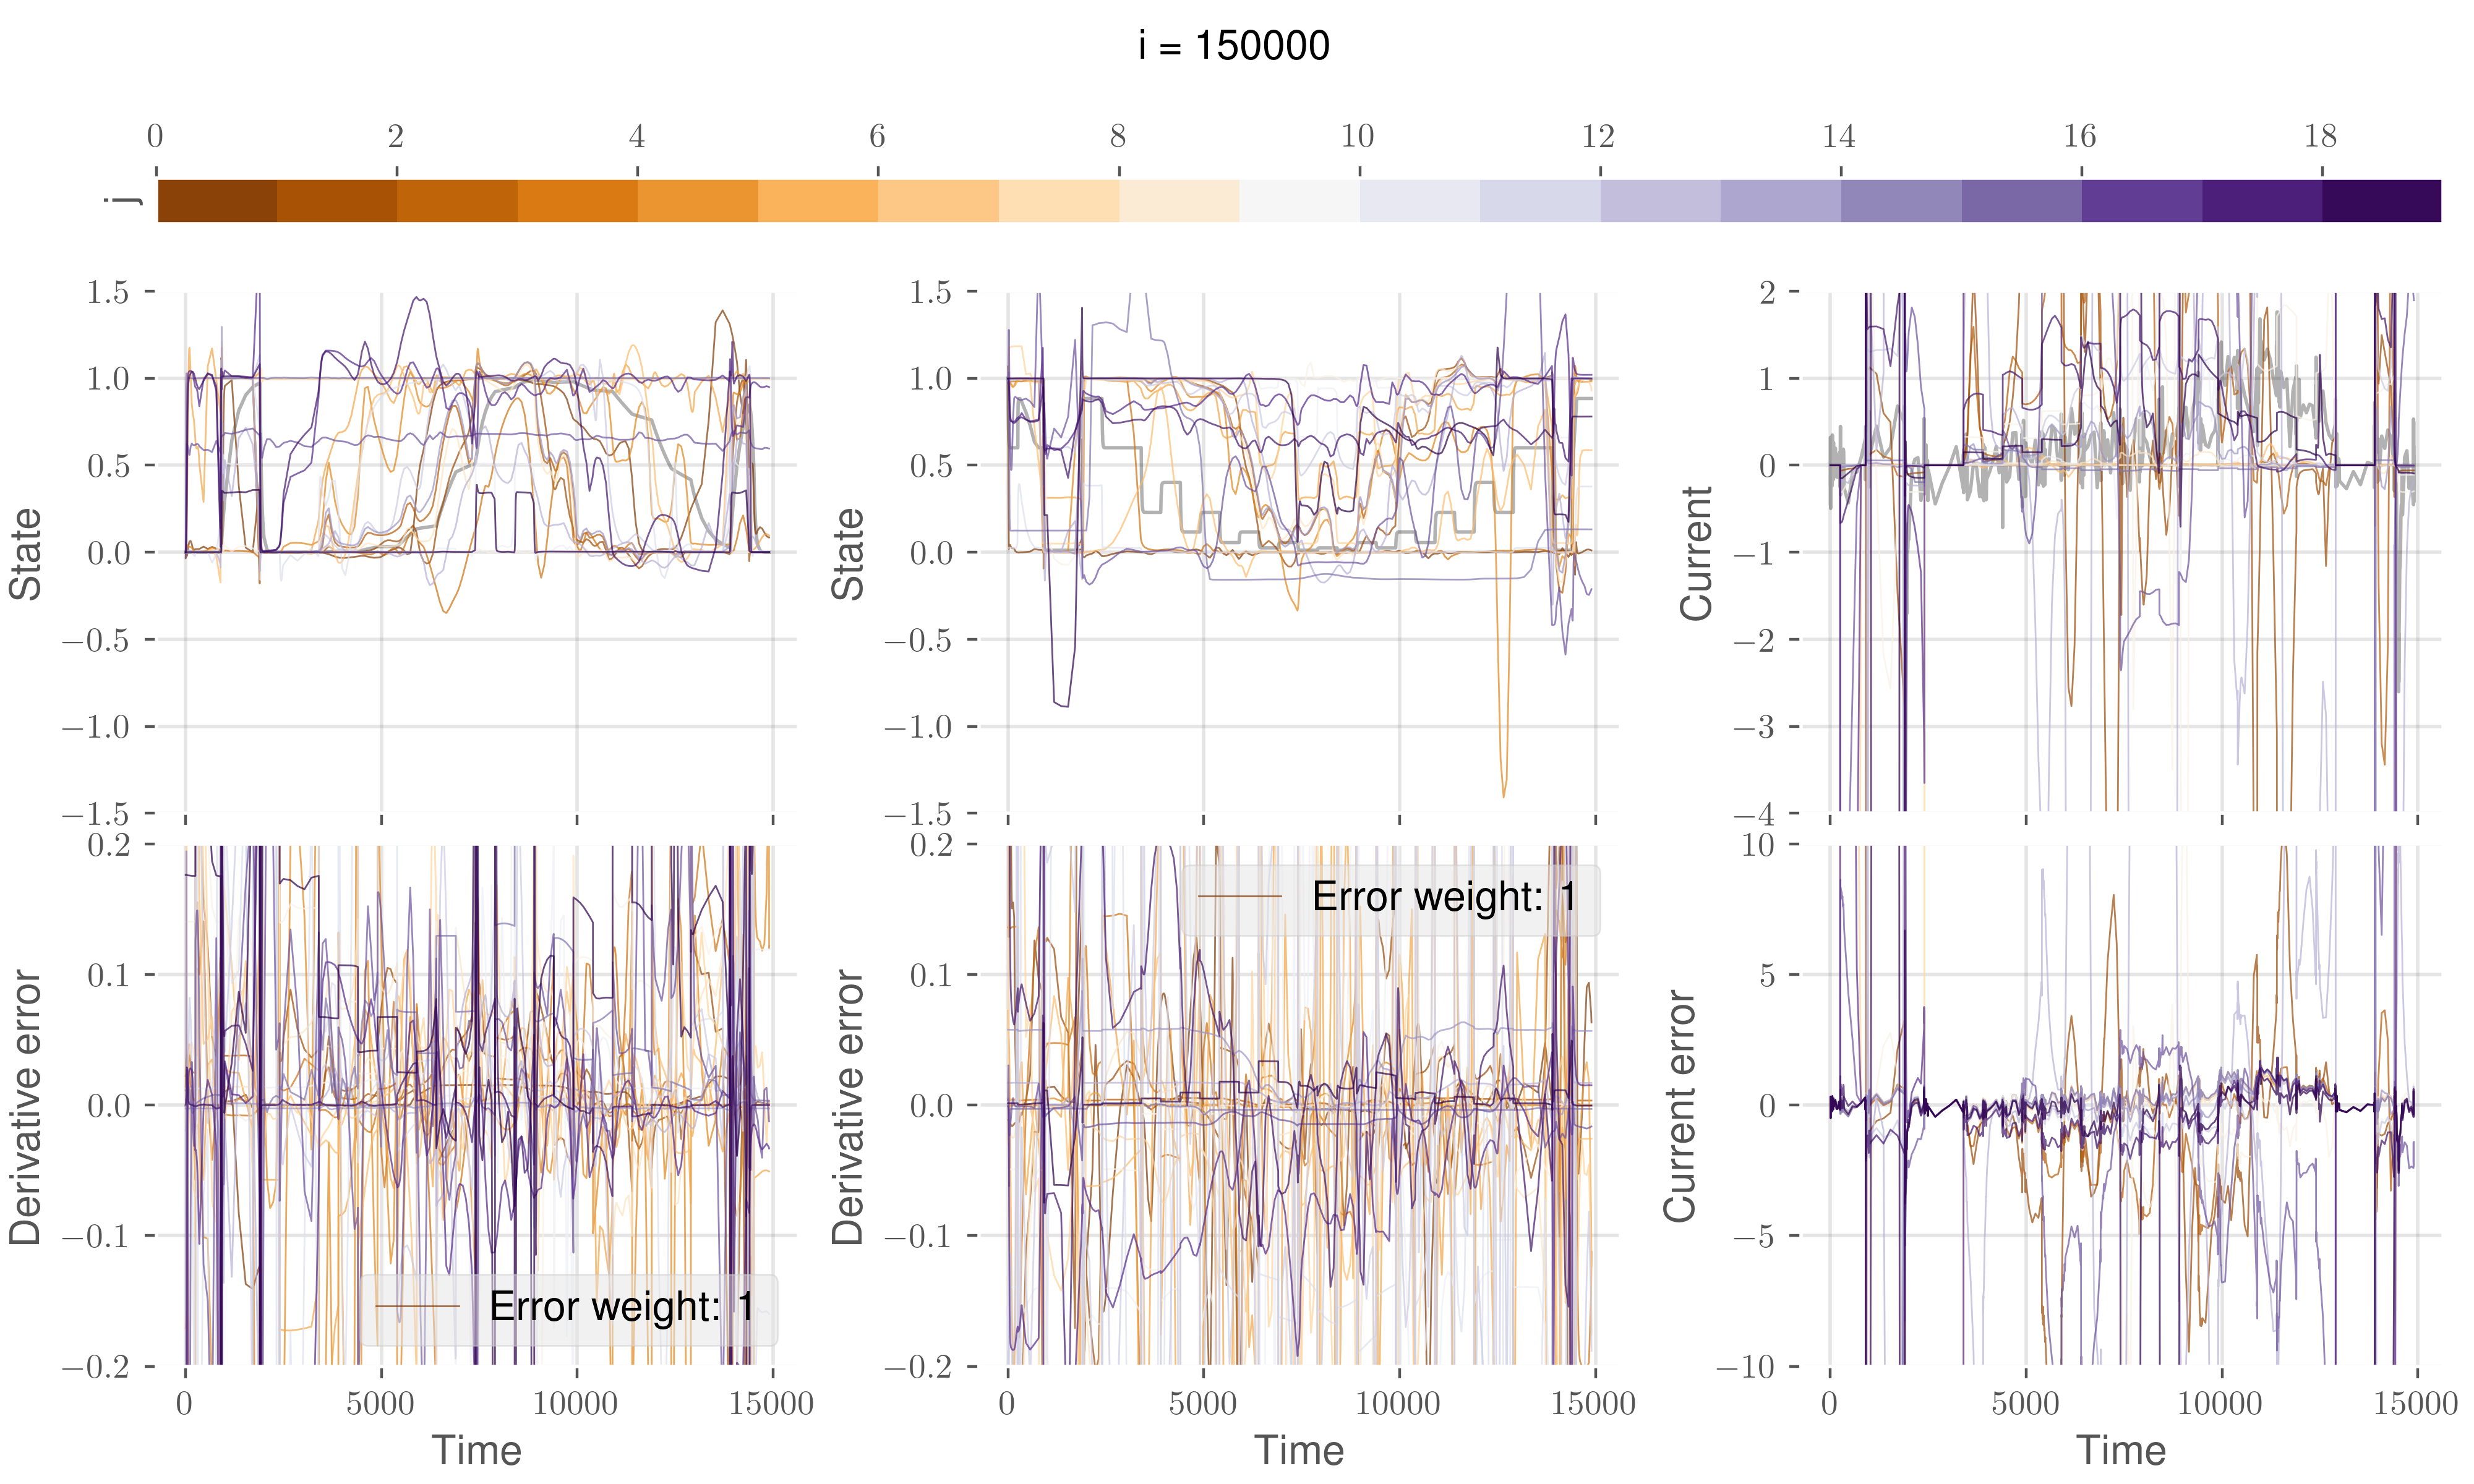 i = 150000
0 2 4 6 8 10 12 14 16 18
j
1.5 1.0 0.5 0.0 −0.5 −1.0 −1.5
State
1.5 1.0 0.5 0.0 −0.5 −1.0 −1.5
State
2 1 0 −1 −2 −3 −4
Current
0.2 0.1 0.0 −0.1 −0.2
Derivative error
Error weight: 1
0 5000 10000 15000
Time
0.2 0.1 0.0 −0.1 −0.2
Derivative error
Error weight: 1
0 5000 10000 15000
Time
10 5 0 −5 −10
Current error
0 5000 10000 15000
Time